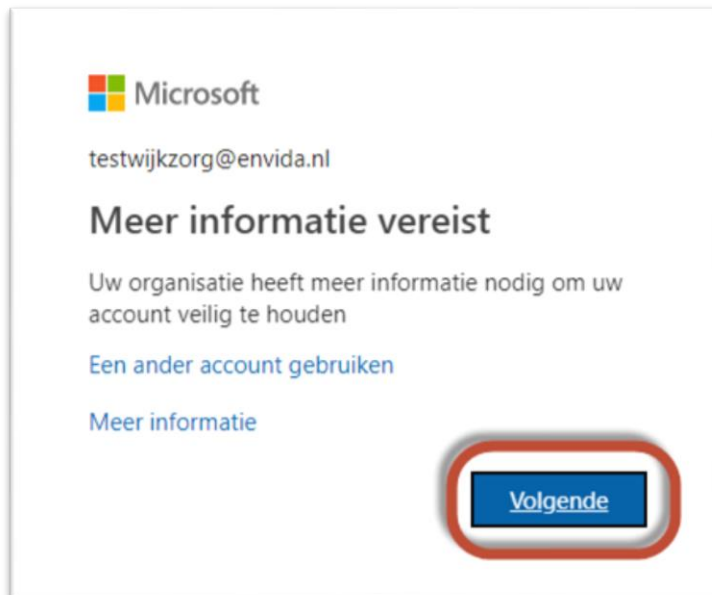 Microsoft
testwijkzorg@envida.nl
Meer informatie vereist
Uw organisatie heeft meer informatie nodig om uw
account veilig te houden
Een ander account gebruiken
Meer informatie
Volgende